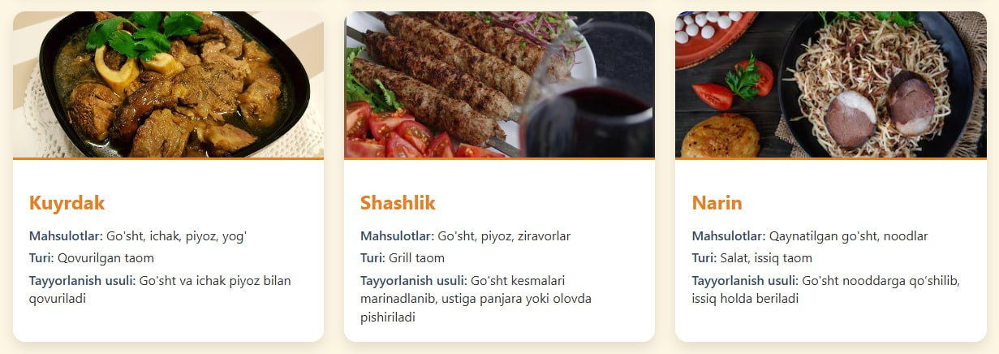 Kuyrdak
Mahsulotlar: Go'sht, ichak, piyoz, yog'
Turi: Qovurilgan taom
Tayyorlanish usuli: Go'sht va ichak piyoz bilan
qovuriladi
Shashlik
Mahsulotlar: Go'sht, piyoz, ziravorlar
Turi: Grill taom
Tayyorlanish usuli: Go'sht kesmalari
marinadlanib, ustiga panjara yoki olovda
pishiriladi
Narin
Mahsulotlar: Qaynatilgan go'sht, noodlar
Turi: Salat, issiq taom
Tayyorlanish usuli: Go'sht nooddarga qo‘shilib,
issiq holda beriladi